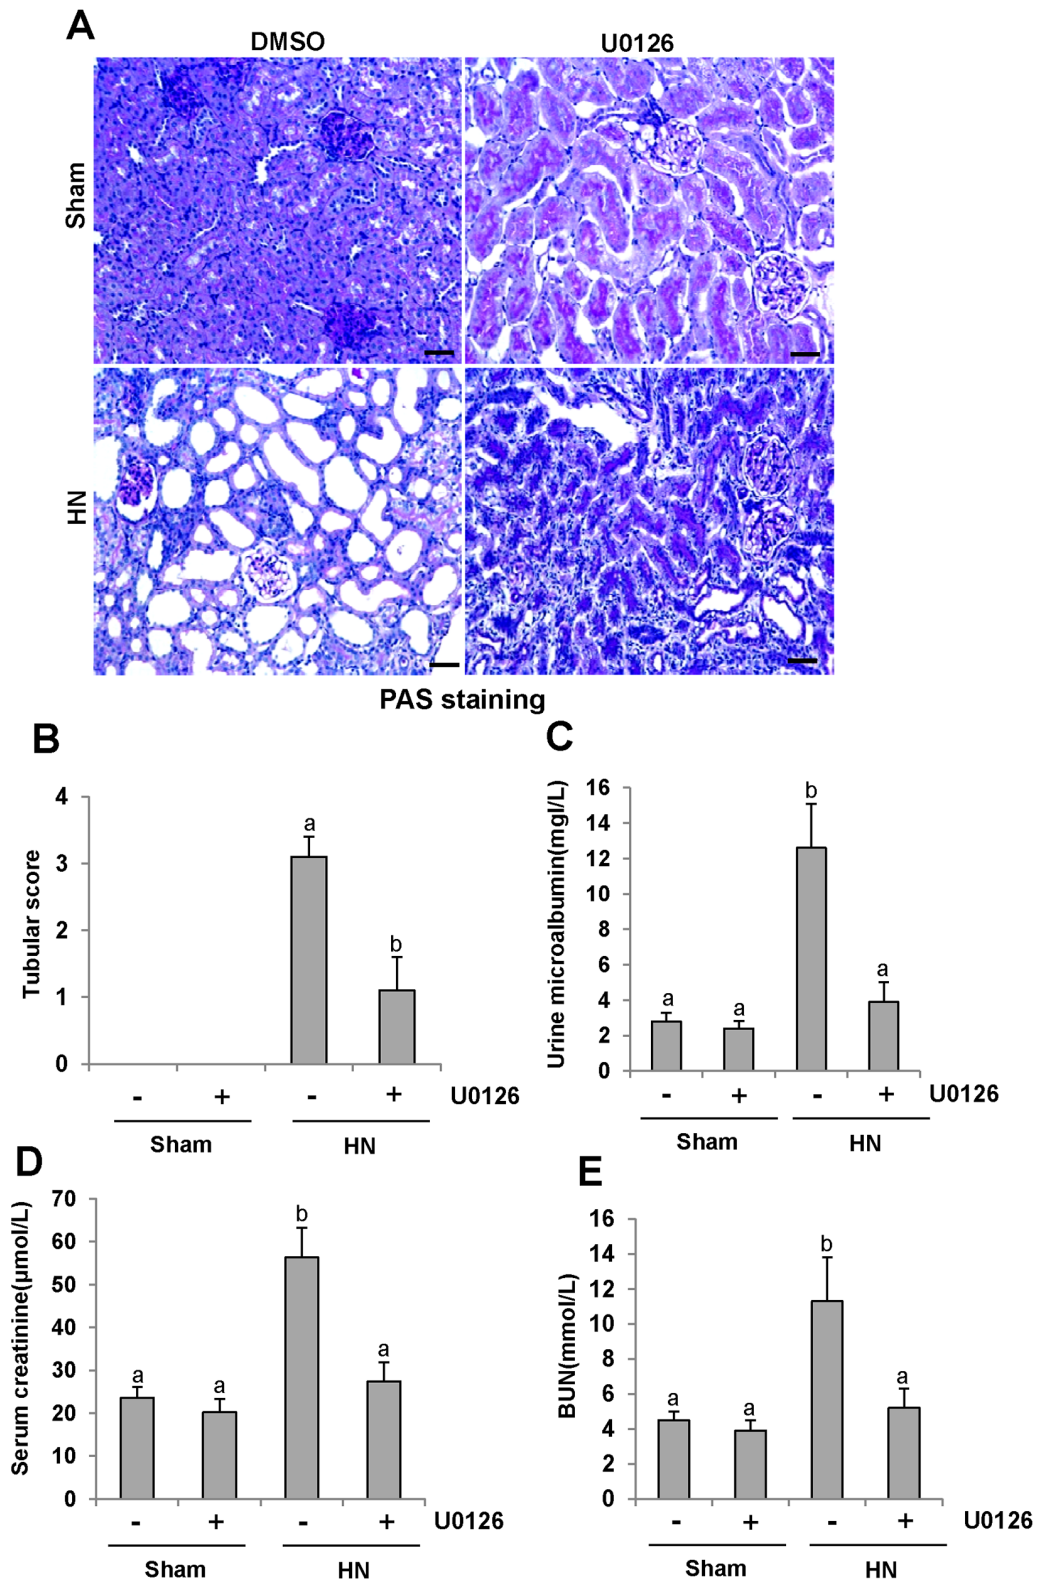 A
DMSO
U0126
Sham
HN
PAS staining
B
Tubular score
4
3
2
1
0
a
b
- + - + U0126
Sham HN
C
Urine microalbumin(mgl/L)
16
14
12
10
8
6
4
2
0
a
a
b
a
- + - + U0126
Sham HN
D
Serum creatinine(µmol/L)
70
60
50
40
30
20
10
0
a
a
b
a
- + - + U0126
Sham HN
E
BUN(mmol/L)
16
14
12
10
8
6
4
2
0
a
a
b
a
- + - + U0126
Sham HN